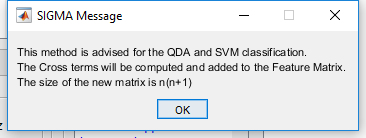 SIGMA Message
This method is advised for the QDA and SVM classification.
The Cross terms will be computed and added to the Feature Matrix.
The size of the new matrix is n(n+1)
OK